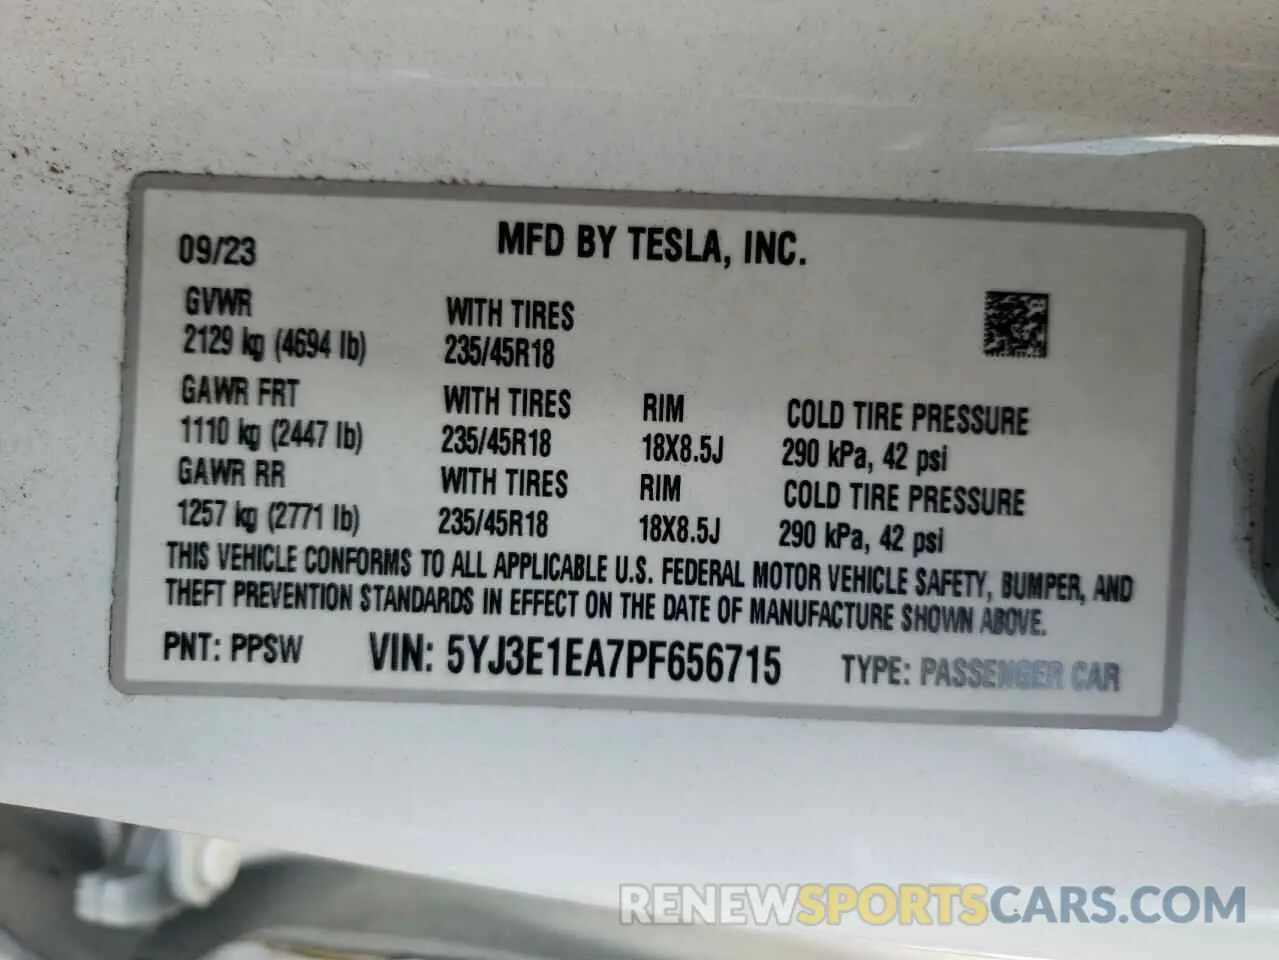 09/23 MFD BY TESLA, INC.
GVWR WITH TIRES
2129 kg (4694 lb) 235/45R18
GAWR FRT WITH TIRES RIM COLD TIRE PRESSURE
1110 kg (2447 lb) 235/45R18 18X8.5J 290 kPa, 42 psi
GAWR RR WITH TIRES RIM COLD TIRE PRESSURE
1257 kg (2771 lb) 235/45R18 18X8.5J 290 kPa, 42 psi
THIS VEHICLE CONFORMS TO ALL APPLICABLE U.S. FEDERAL MOTOR VEHICLE SAFETY, BUMPER, AND
THEFT PREVENTION STANDARDS IN EFFECT ON THE DATE OF MANUFACTURE SHOWN ABOVE.
PNT: PPSW VIN: 5YJ3E1EA7PF656715 TYPE: PASSENGER CAR
RENEWSPORTSCARS.COM